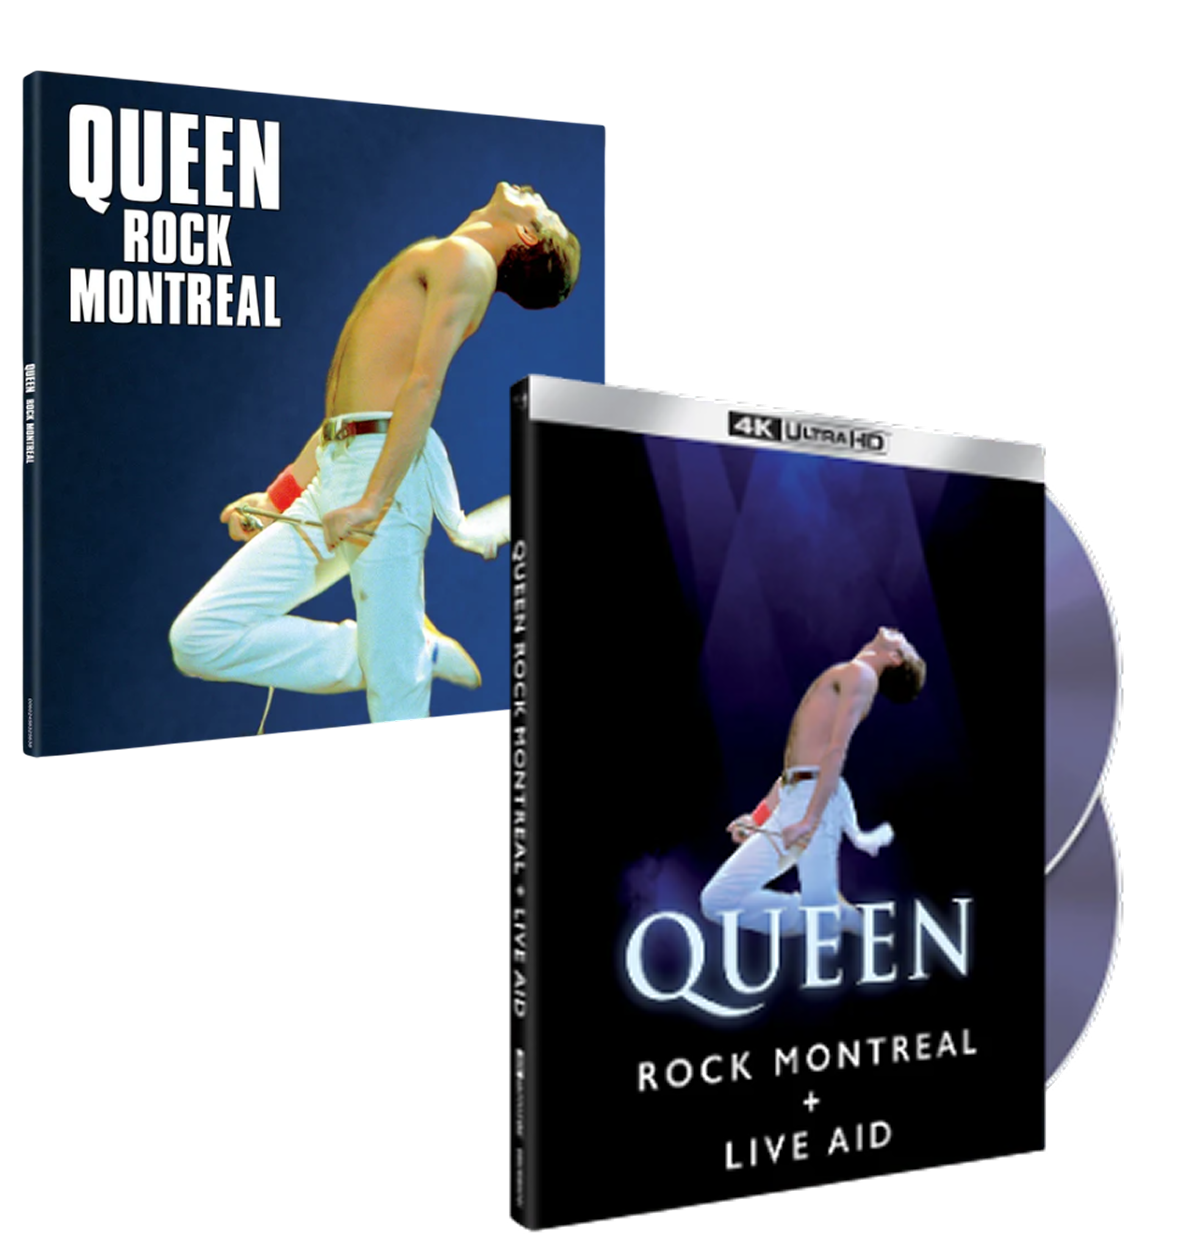 QUEEN
ROCK
MONTREAL
QUEEN ROCK MONTREAL
4K ULTRA HD
QUEEN ROCK MONTREAL + LIVE AID
QUEEN
ROCK MONTREAL
+
LIVE AID